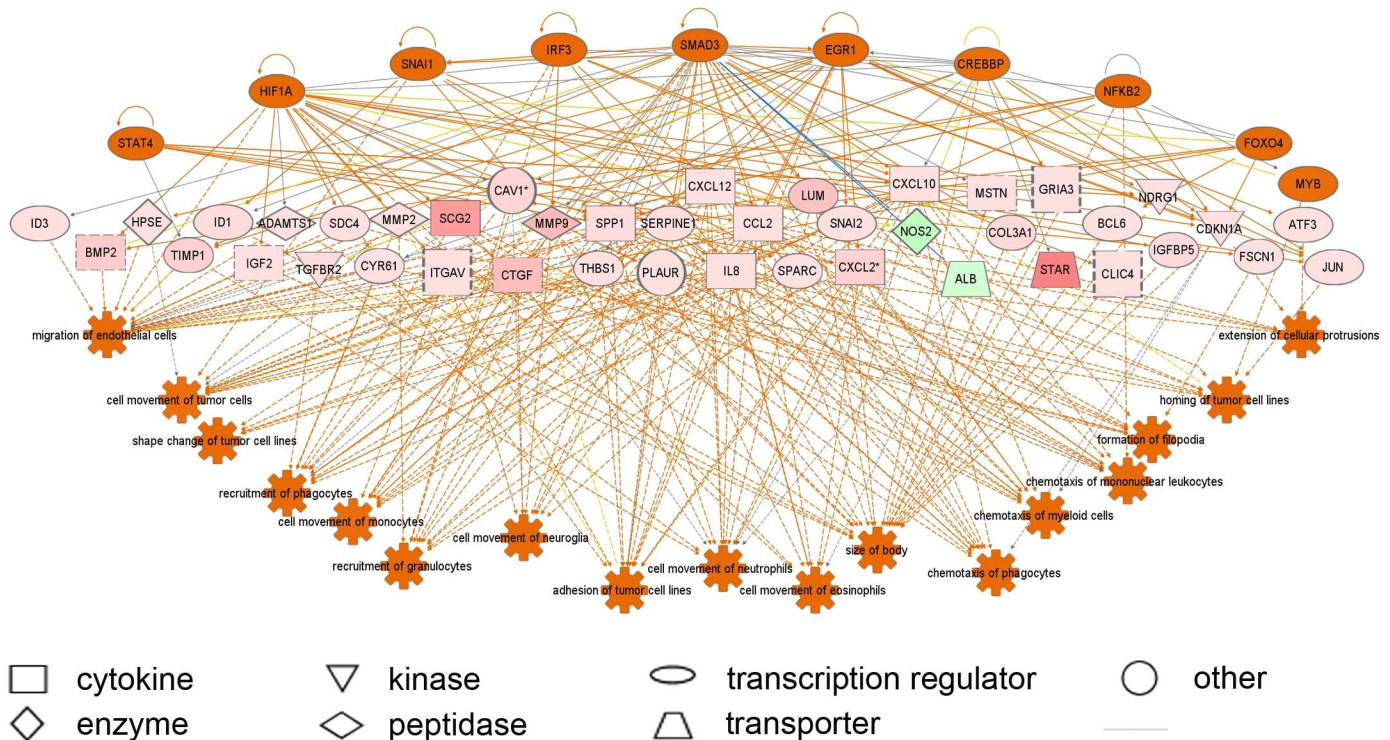 SMAD3
IRF3
EGR1
SNAI1
CREBBP
HIF1A
NFKB2
STAT4
FOXO4
MYB
CAV1*
CXCL12
CXCL10
GRIA3
MSTN
NDRG1
LUM
ID3
HPSE
ID1
ADAMTS1
SDC4
MMP2
SCG2
MMP9
SPP1
SERPINE1
CCL2
SNAI2
NOS2
COL3A1
BCL6
CDKN1A
ATF3
BMP2
TIMP1
IGF2
TGFBR2
CYR61
ITGAV
CTGF
THBS1
PLAUR
IL8
SPARC
CXCL2*
ALB
STAR
CLIC4
IGFBP5
FSCN1
JUN
migration of endothelial cells
extension of cellular protrusions
cell movement of tumor cells
homing of tumor cell lines
shape change of tumor cell lines
formation of filopodia
recruitment of phagocytes
chemotaxis of mononuclear leukocytes
cell movement of monocytes
chemotaxis of myeloid cells
cell movement of neuroglia
size of body
recruitment of granulocytes
cell movement of neutrophils
chemotaxis of phagocytes
adhesion of tumor cell lines
cell movement of eosinophils
cytokine
kinase
transcription regulator
other
enzyme
peptidase
transporter